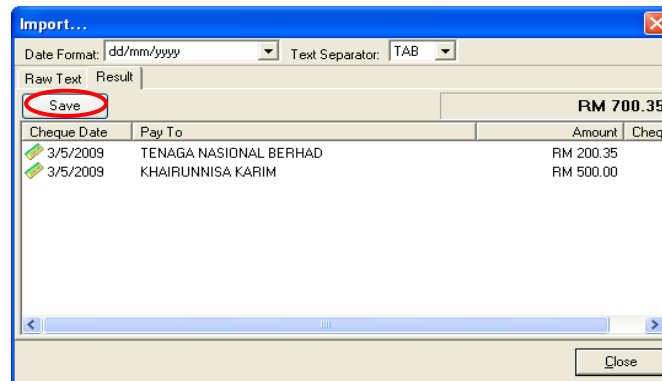 Import...
Date Format: dd/mm/yyyy Text Separator: TAB
Raw Text Result
Save RM 700.35
Cheque Date Pay To Amount Cheq
3/5/2009 TENAGA NASIONAL BERHAD RM 200.35
3/5/2009 KHAIRUNNISA KARIM RM 500.00
Close